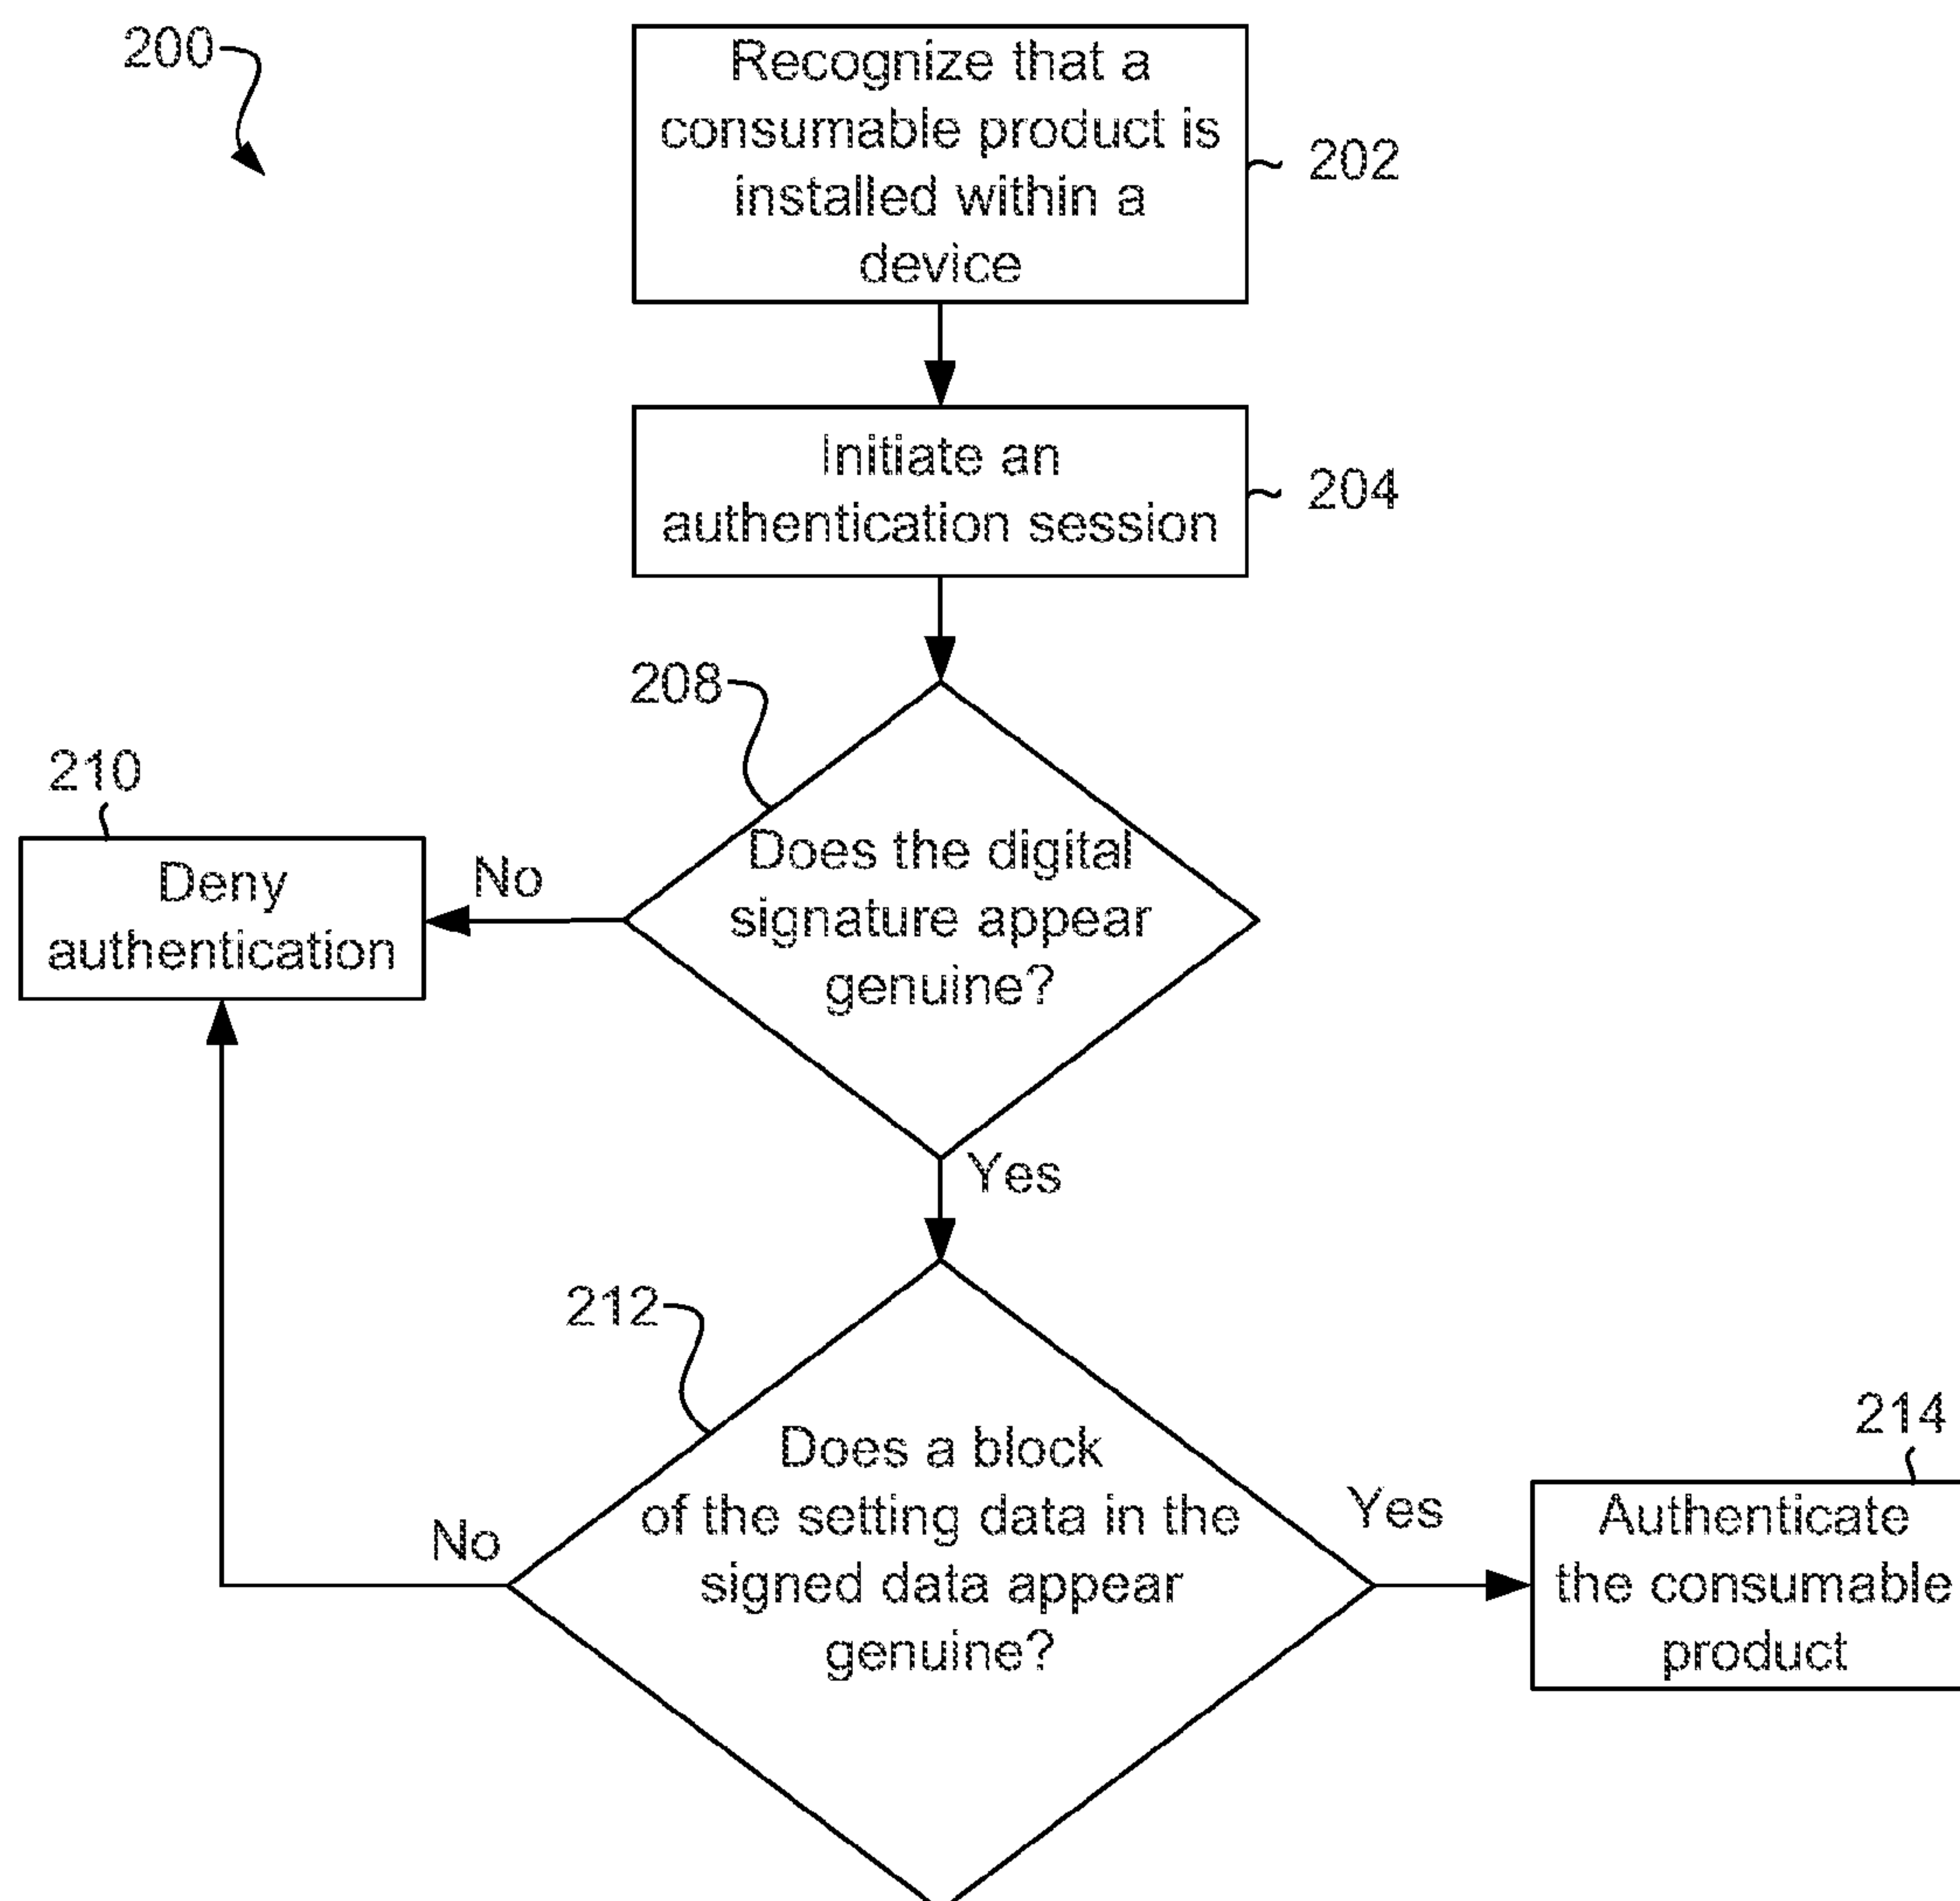 200
Recognize that a
consumable product is
installed within a
device
202
Initiate an
authentication session
204
208
Does the digital
signature appear
genuine?
210
Deny
authentication
No
Yes
212
Does a block
of the setting data in the
signed data appear
genuine?
No
Yes
214
Authenticate
the consumable
product